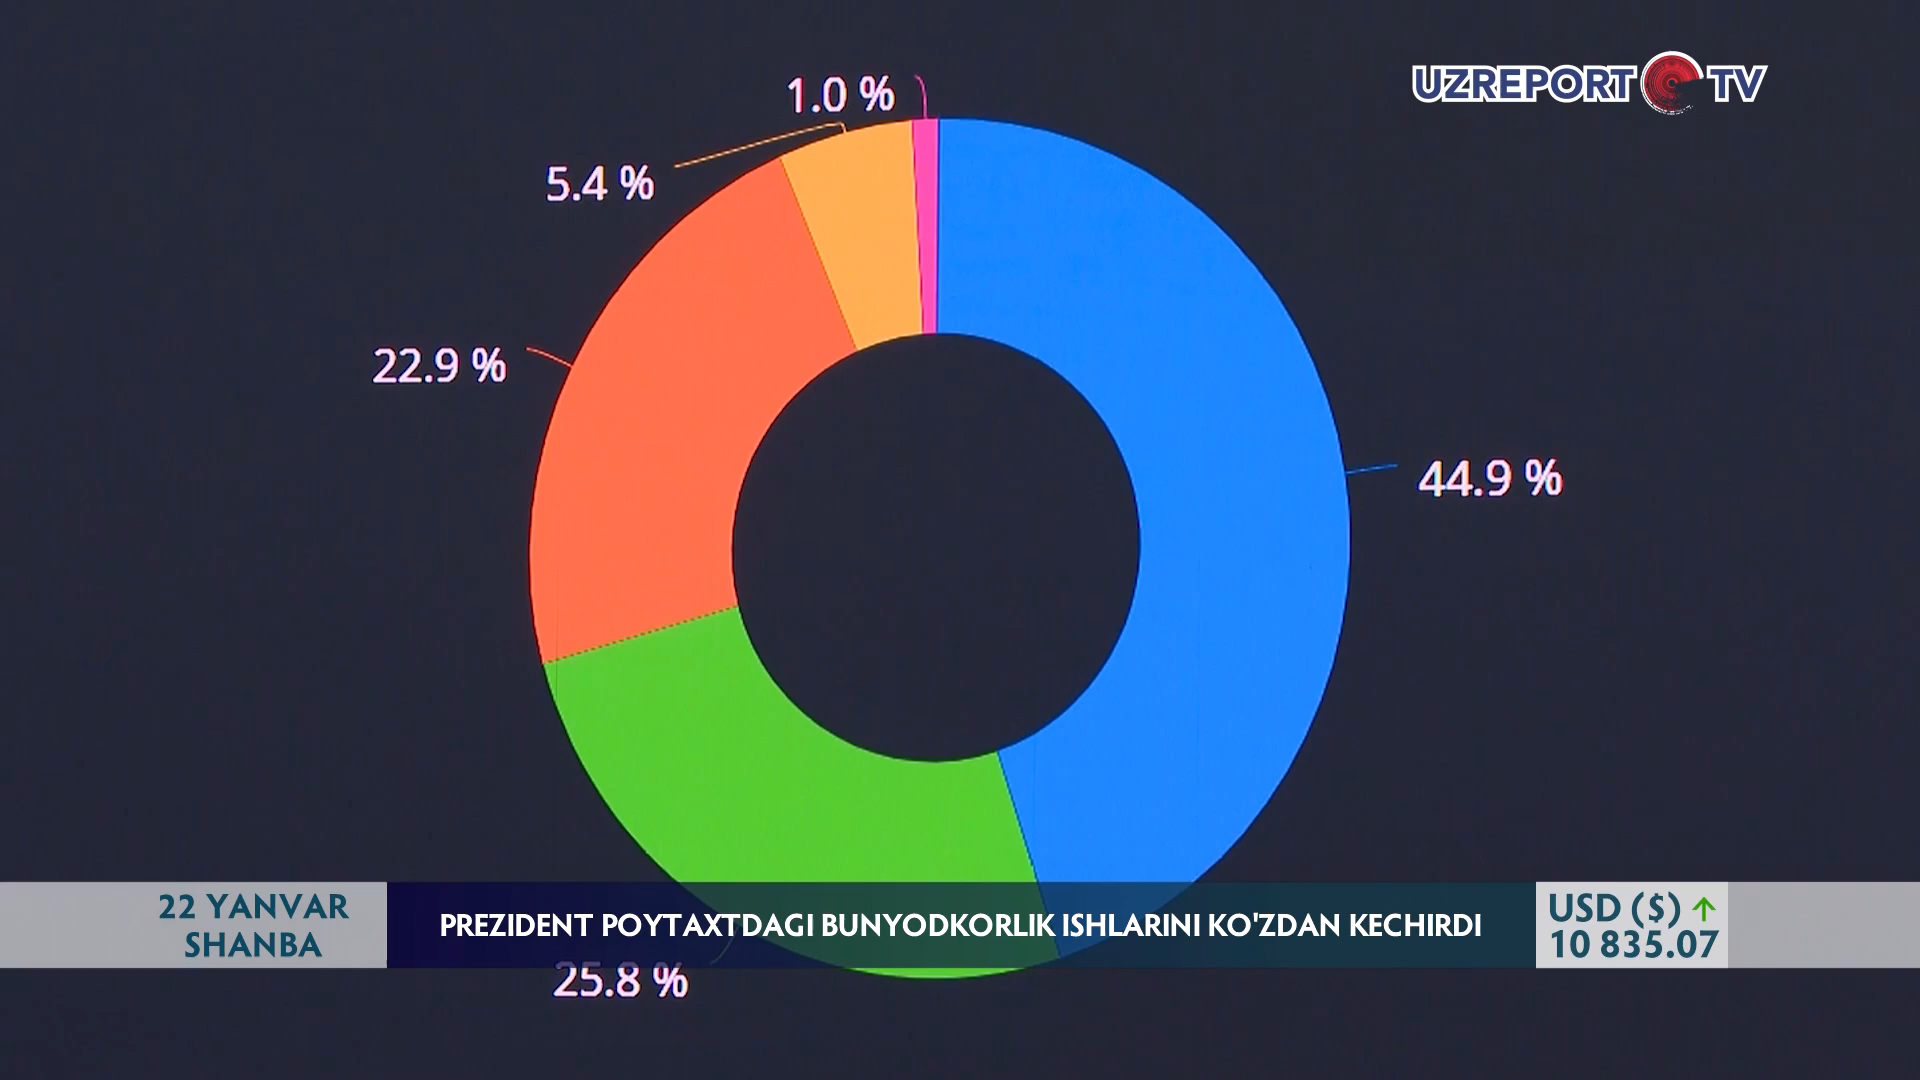 UZREPORT TV
1.0 %
5.4 %
22.9 %
44.9 %
22 YANVAR
SHANBA
PREZIDENT POYTAXTDAGI BUNYODKORLIK ISHLARINI KO'ZDAN KECHIRDI
USD ($) ↑
10 835.07
25.8 %